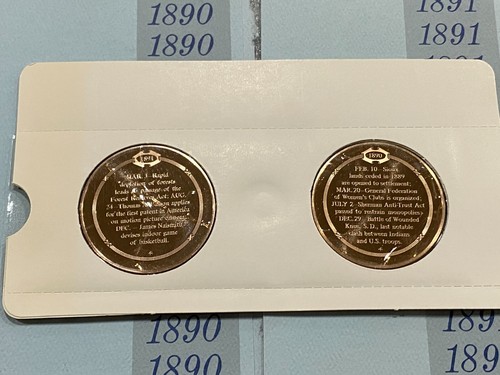 1890
1890
1890
1891
1891
1891
1891
MAR. 3 - Rapid
depletion of forests
leads to passage of the
Forest Reserve Act; AUG.
24 - Thomas Edison applies
for the first patent in America
on motion picture camera;
DEC. - James Naismith
devises indoor game
of basketball.
1890
FEB. 10 - Sioux
lands ceded in 1889
are opened to settlement;
MAR. 20 - General Federation
of Women's Clubs is organized;
JULY 2 - Sherman Anti-Trust Act
passed to restrain monopolies;
DEC. 29 - Battle of Wounded
Knee, S. D., last notable
clash between Indians
and U.S. troops.
1890
1890
1891
1891